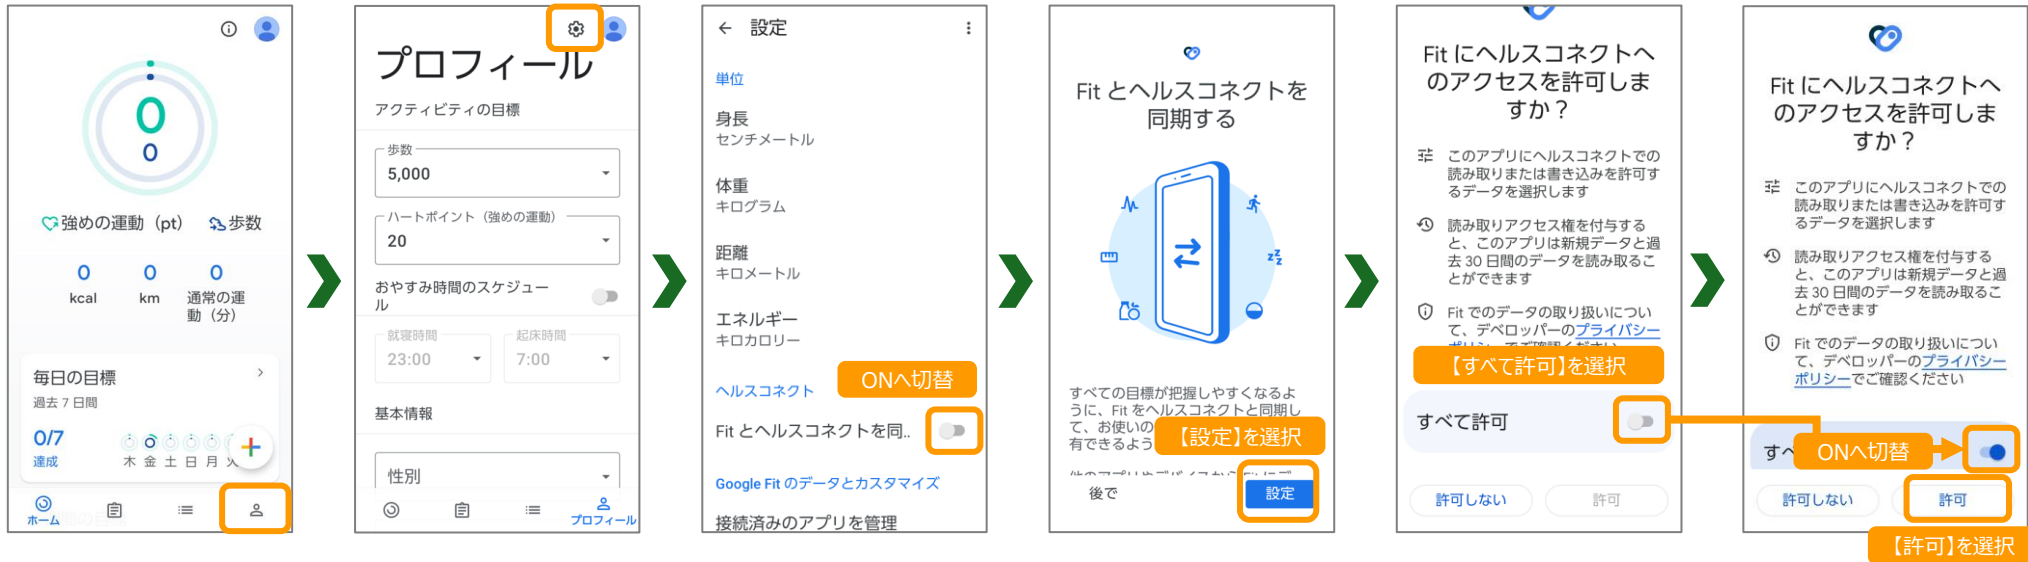 0
0
強めの運動（pt）
歩数
0
0
0
kcal
km
通常の運
動（分）
毎日の目標
過去 7 日間
0/7
達成
木 金 土 日 月
ホーム
プロフィール
アクティビティの目標
歩数
5,000
ハートポイント（強めの運動）
20
おやすみ時間のスケジュー
ル
就寝時間
23:00
起床時間
7:00
基本情報
性別
プロフィール
設定
単位
身長
センチメートル
体重
キログラム
距離
キロメートル
エネルギー
キロカロリー
ONへ切替
ヘルスコネクト
Fit とヘルスコネクトを同..
Google Fit のデータとカスタマイズ
接続済みのアプリを管理
Fit とヘルスコネクトを
同期する
すべての目標が把握しやすくなるよ
うに、Fit をヘルスコネクトと同期し
て、お使いの
有できるよう
【設定】を選択
後で
設定
Fit にヘルスコネクトへ
のアクセスを許可しま
すか？
このアプリにヘルスコネクトでの
読み取りまたは書き込みを許可す
るデータを選択します
読み取りアクセス権を付与する
と、このアプリは新規データと過
去 30 日間のデータを読み取るこ
とができます
Fit でのデータの取り扱いについ
て、デベロッパーのプライバシー
【すべて許可】を選択
すべて許可
許可しない
許可
Fit にヘルスコネクトへ
のアクセスを許可しま
すか？
このアプリにヘルスコネクトでの
読み取りまたは書き込みを許可す
るデータを選択します
読み取りアクセス権を付与する
と、このアプリは新規データと過
去 30 日間のデータを読み取るこ
とができます
Fit でのデータの取り扱いについ
て、デベロッパーのプライバシー
ポリシーでご確認ください
す
ONへ切替
許可しない
許可
【許可】を選択